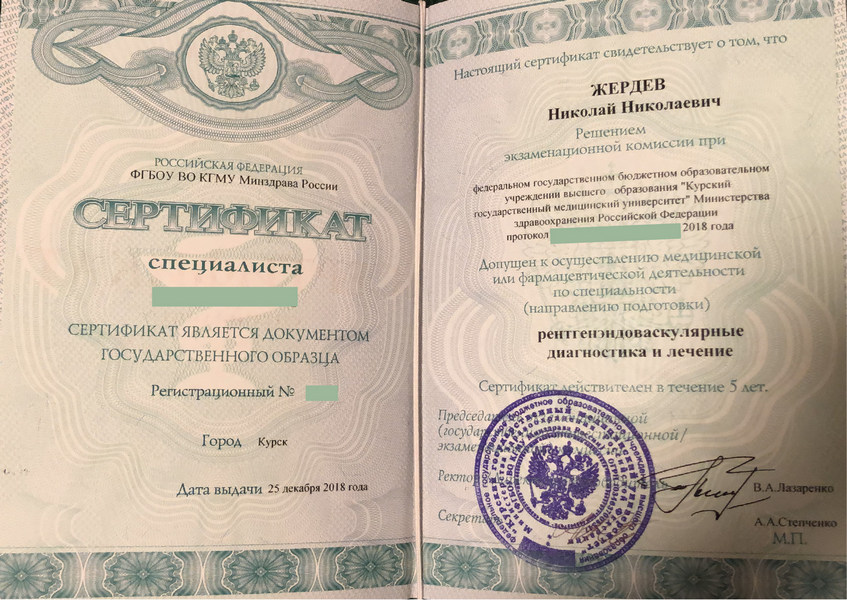 РОССИЙСКАЯ ФЕДЕРАЦИЯ
ФГБОУ ВО КГМУ Минздрава России
СЕРТИФИКАТ
специалиста
СЕРТИФИКАТ ЯВЛЯЕТСЯ ДОКУМЕНТОМ
ГОСУДАРСТВЕННОГО ОБРАЗЦА
Регистрационный №
Город Курск
Дата выдачи 25 декабря 2018 года
Настоящий сертификат свидетельствует о том, что
ЖЕРДЕВ
Николай Николаевич
Решением
экзаменационной комиссии при
федеральном государственном бюджетном образовательном
учреждении высшего образования "Курский
государственный медицинский университет" Министерства
здравоохранения Российской Федерации
протокол 2018 года
Допущен к осуществлению медицинской
или фармацевтической деятельности
по специальности
(направлению подготовки)
рентгенэндоваскулярные
диагностика и лечение
Сертификат действителен в течение 5 лет.
В.А.Лазаренко
А.А.Степченко
М.П.